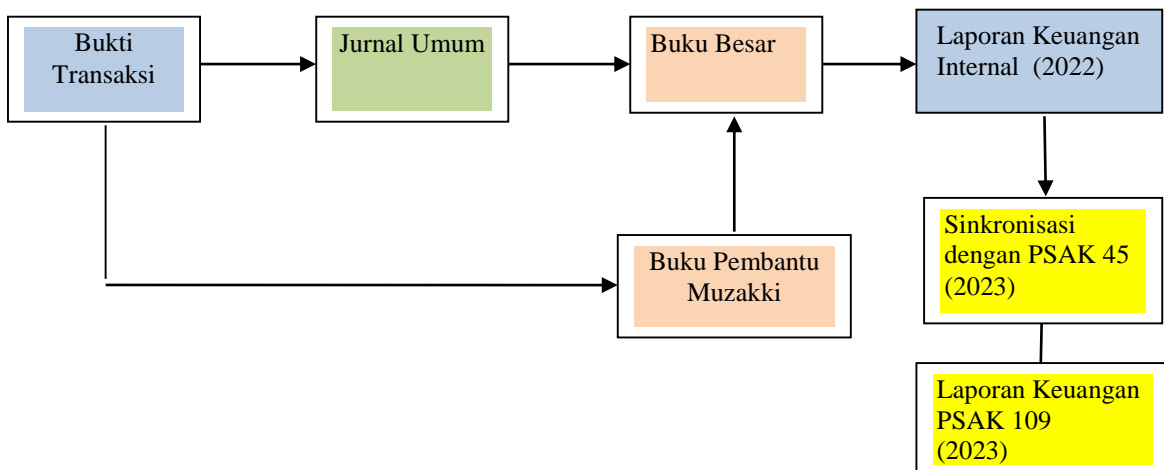 Bukti
Transaksi
Jurnal Umum
Buku Besar
Laporan Keuangan
Internal (2022)
Buku Pembantu
Muzakki
Sinkronisasi
dengan PSAK 45
(2023)
Laporan Keuangan
PSAK 109
(2023)